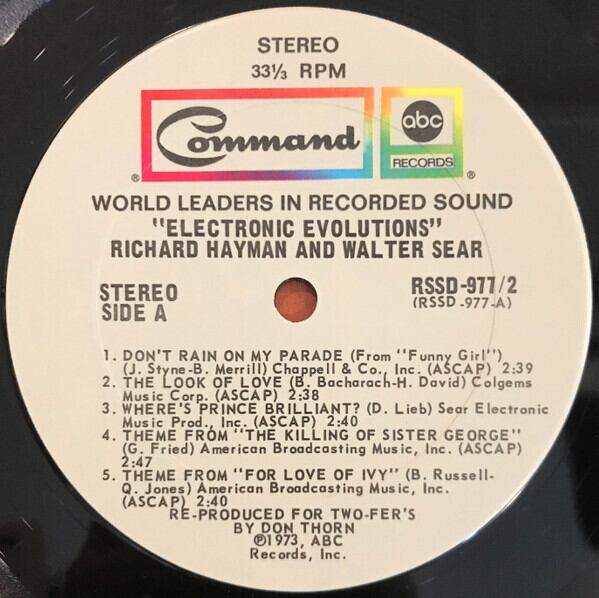 STEREO
33⅓ RPM
Command
abc
RECORDS
® ®
WORLD LEADERS IN RECORDED SOUND
"ELECTRONIC EVOLUTIONS"
RICHARD HAYMAN AND WALTER SEAR
STEREO
SIDE A
RSSD-977/2
(RSSD-977-A)
1. DON'T RAIN ON MY PARADE (From "Funny Girl")
(J. Styne-B. Merrill) Chappell & Co., Inc. (ASCAP) 2:39
2. THE LOOK OF LOVE (B. Bacharach-H. David) Colgems
Music Corp. (ASCAP) 2:38
3. WHERE'S PRINCE BRILLIANT? (D. Lieb) Sear Electronic
Music Prod., Inc. (ASCAP) 2:40
4. THEME FROM "THE KILLING OF SISTER GEORGE"
(G. Fried) American Broadcasting Music, Inc. (ASCAP)
2:47
5. THEME FROM "FOR LOVE OF IVY" (B. Russell-
Q. Jones) American Broadcasting Music, Inc.
(ASCAP) 2:40
RE-PRODUCED FOR TWO-FER'S
BY DON THORN
℗1973, ABC
Records, Inc.